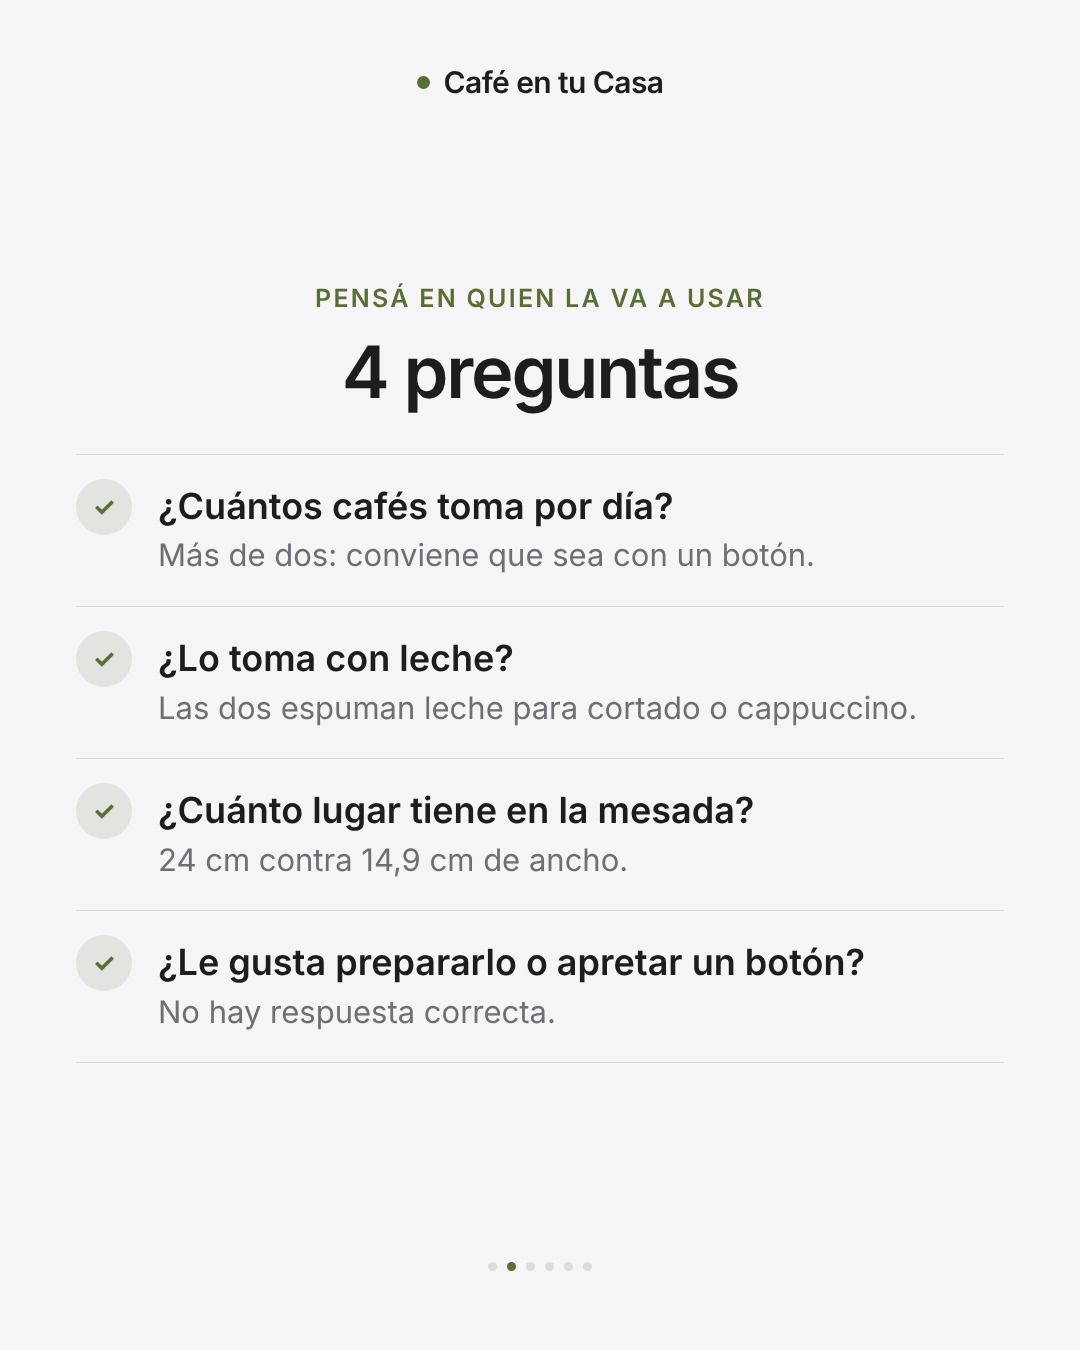 Café en tu Casa
PENSÁ EN QUIEN LA VA A USAR
4 preguntas
¿Cuántos cafés toma por día?
Más de dos: conviene que sea con un botón.
¿Lo toma con leche?
Las dos espuman leche para cortado o cappuccino.
¿Cuánto lugar tiene en la mesada?
24 cm contra 14,9 cm de ancho.
¿Le gusta prepararlo o apretar un botón?
No hay respuesta correcta.